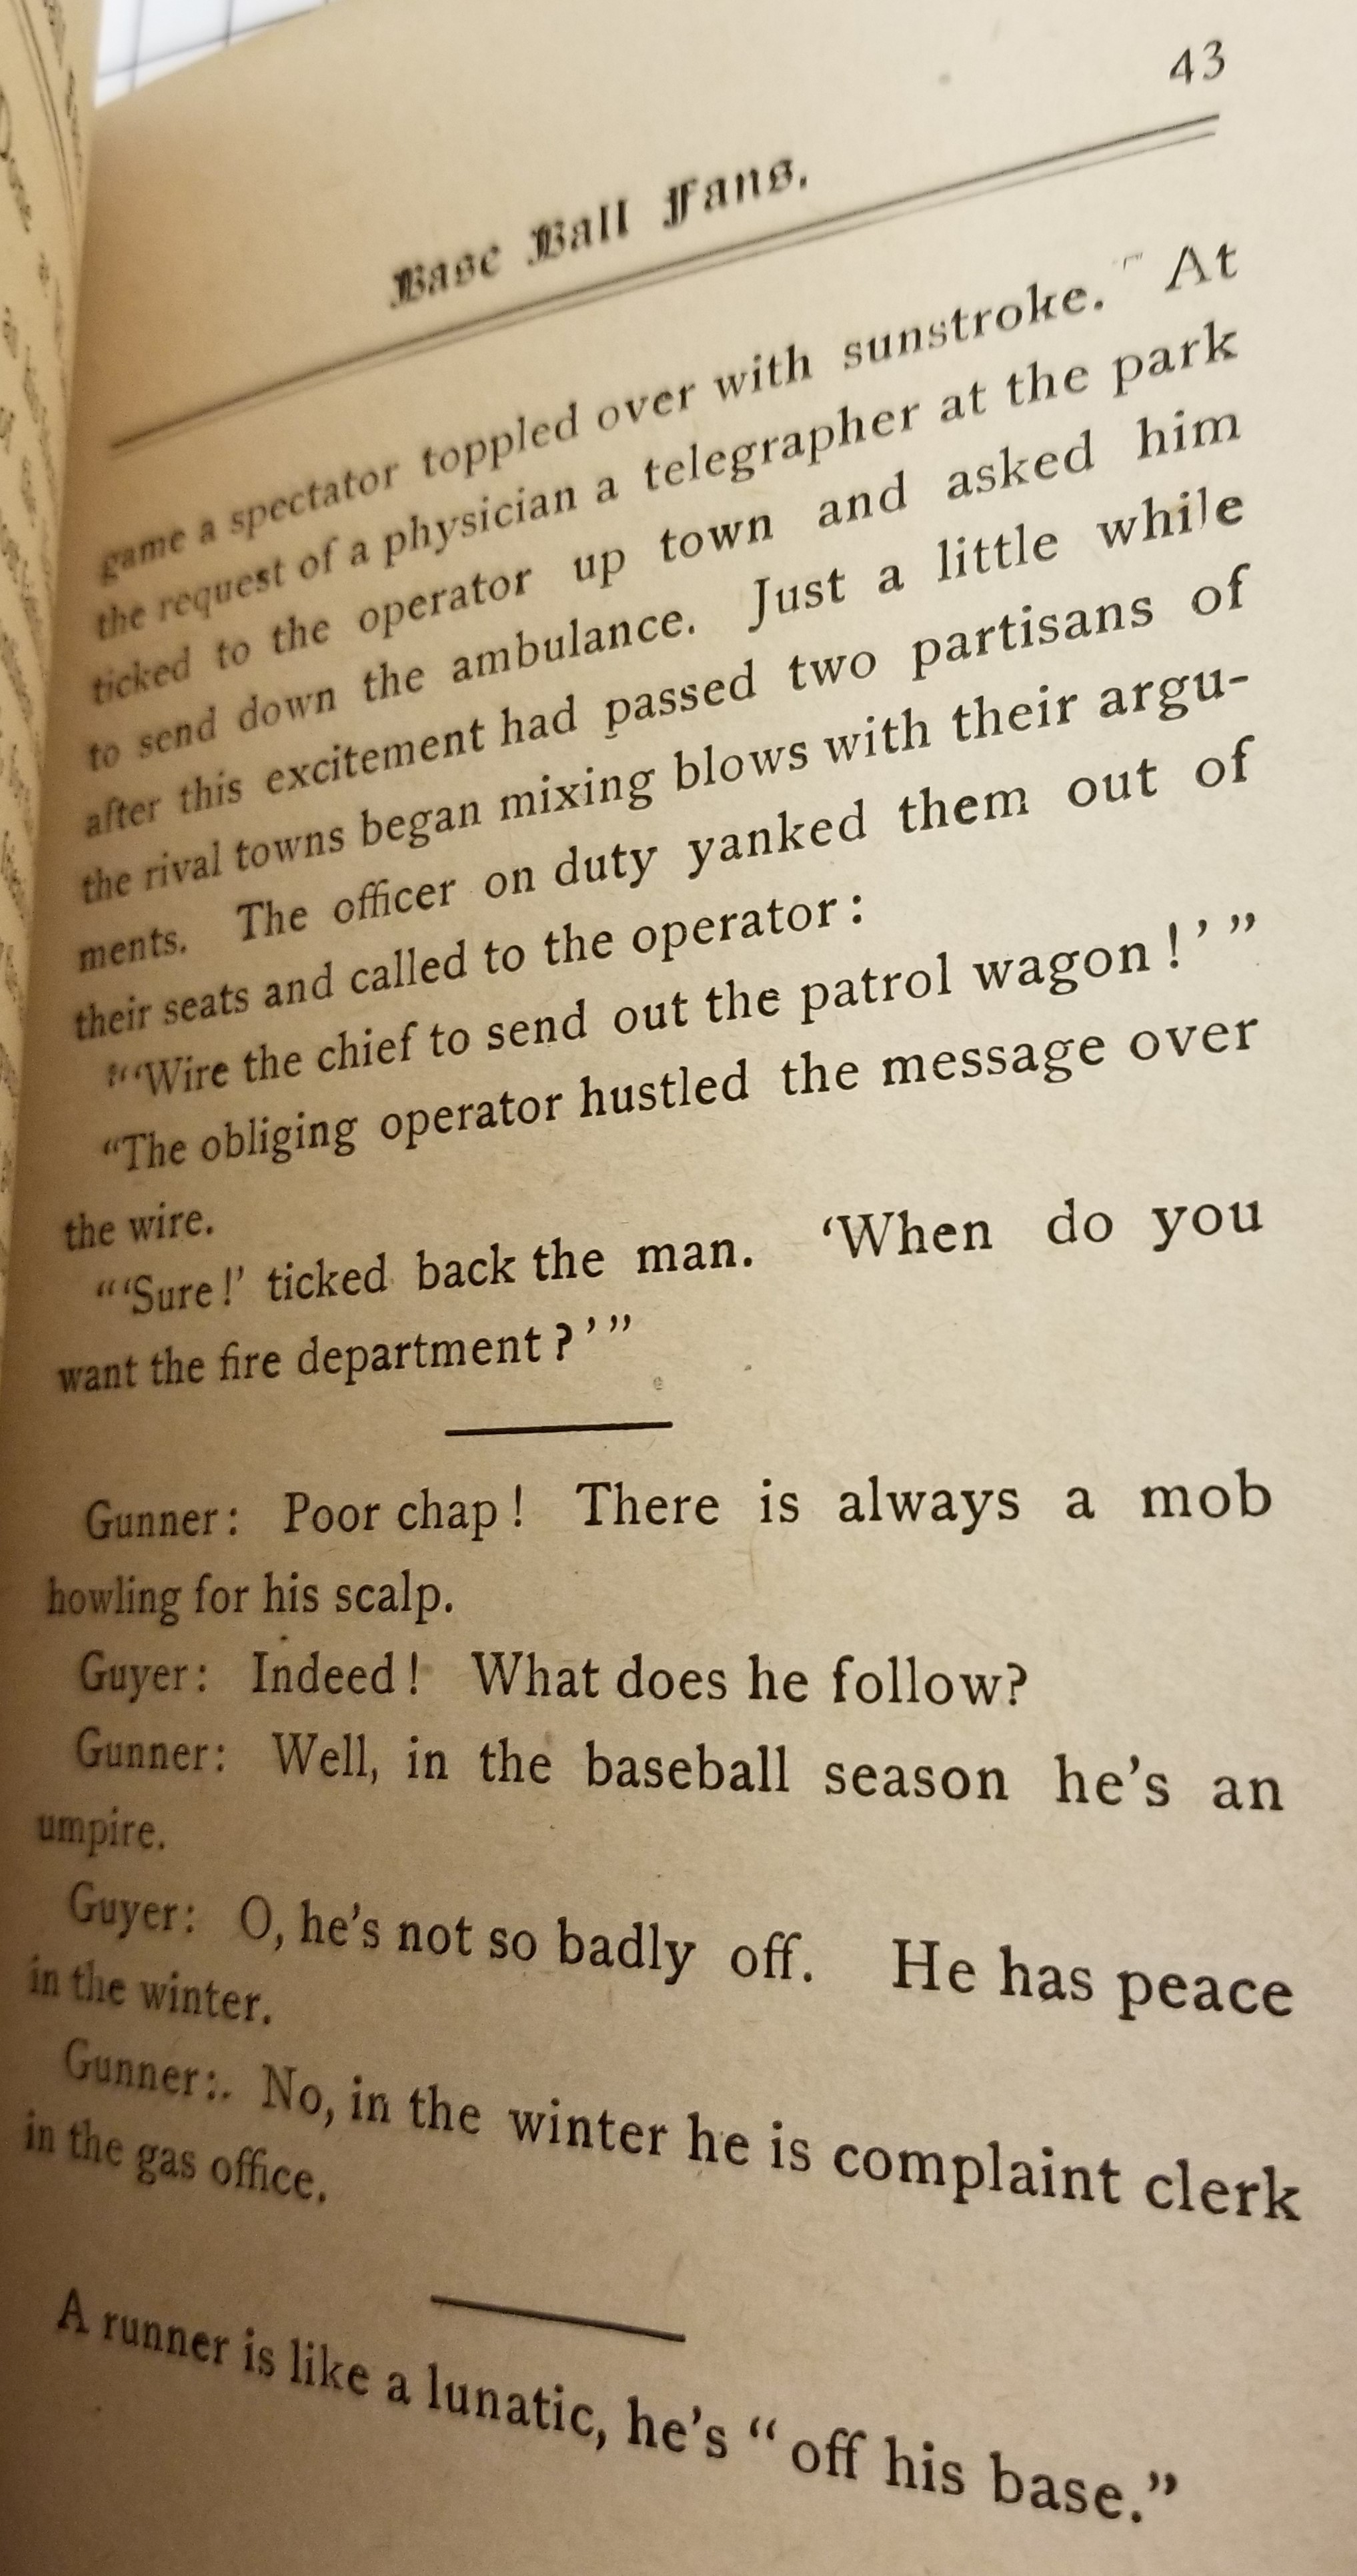 43
Base Ball Fans.
game a spectator toppled over with sunstroke. At
the request of a physician a telegrapher at the park
ticked to the operator up town and asked him
to send down the ambulance. Just a little while
after this excitement had passed two partisans of
the rival towns began mixing blows with their argu-
ments. The officer on duty yanked them out of
their seats and called to the operator:
"'Wire the chief to send out the patrol wagon!'"
"The obliging operator hustled the message over
the wire.
"'Sure!' ticked back the man. 'When do you
want the fire department?'"
Gunner: Poor chap! There is always a mob
howling for his scalp.
Guyer: Indeed! What does he follow?
Gunner: Well, in the baseball season he's an
umpire.
Guyer: O, he's not so badly off. He has peace
in the winter.
Gunner:. No, in the winter he is complaint clerk
in the gas office.
A runner is like a lunatic, he's "off his base."